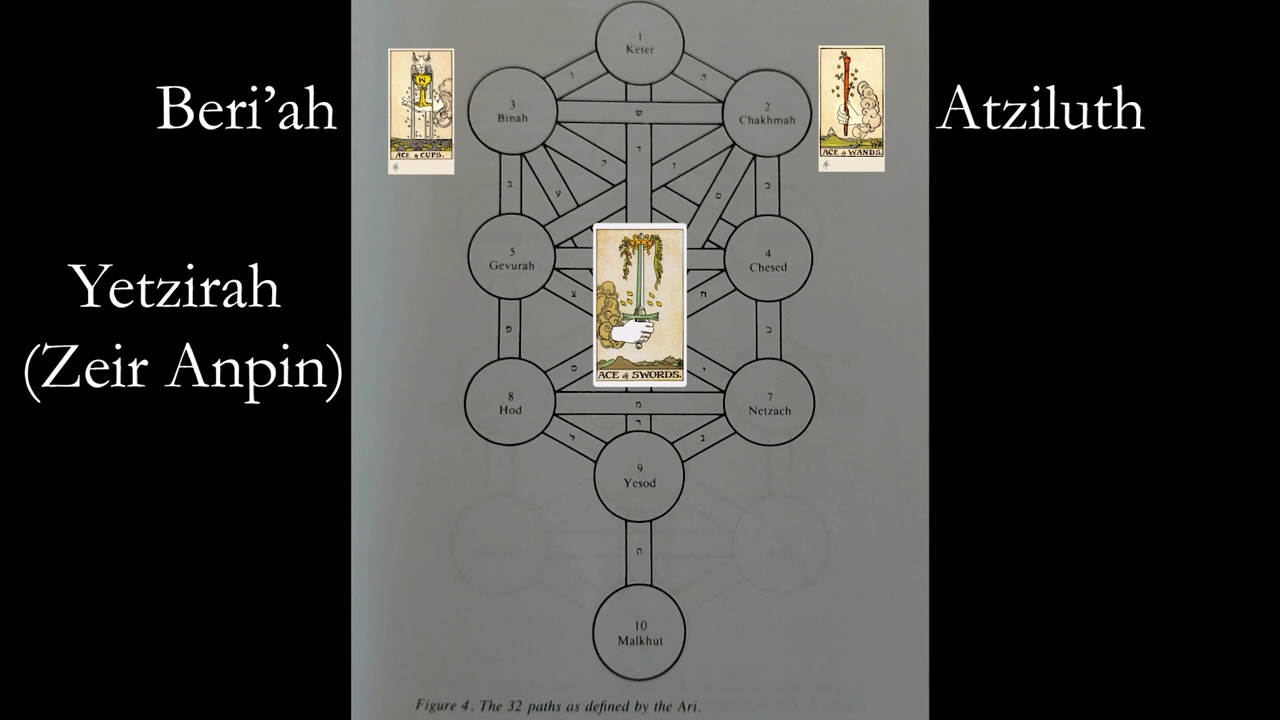 Beri’ah
Atziluth
Yetzirah
(Zeir Anpin)
ACE of CUPS.
ACE of WANDS.
ACE of SWORDS.
1
Keter
ו
ה
3
Binah
2
Chakhmah
ש
ד
ז
ג
ע
כ
5
Gevurah
4
Chesed
צ
ח
פ
8
Hod
7
Netzach
מ
ר
ל
נ
9
Yesod
ת
10
Malkhut
Figure 4. The 32 paths as defined by the Ari.